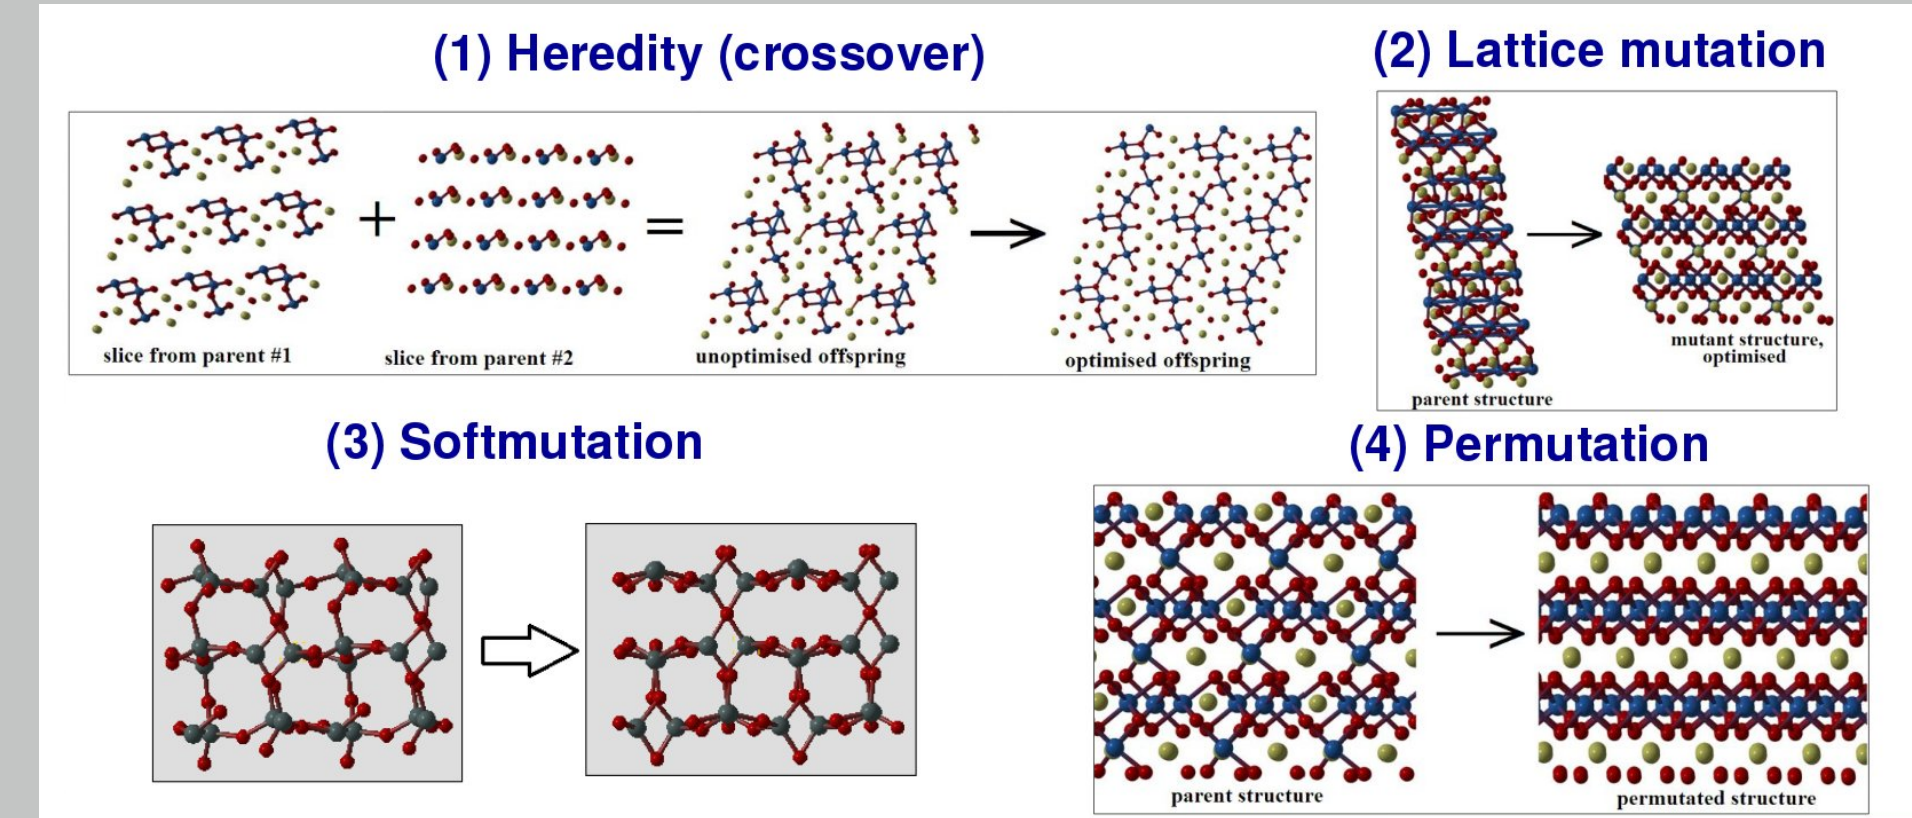 (1) Heredity (crossover)
(2) Lattice mutation
+
=
slice from parent #1
slice from parent #2
unoptimised offspring
optimised offspring
mutant structure,
optimised
parent structure
(3) Softmutation
(4) Permutation
parent structure
permutated structure